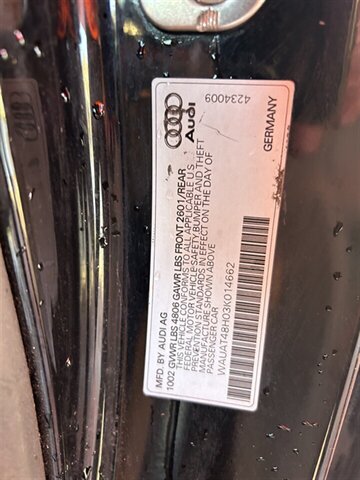 Audi
4234009
GERMANY
MFD. BY AUDI AG
1002 GVWR LBS 4806 GAWR LBS FRONT 2601/REAR
THIS VEHICLE CONFORMS TO ALL APPLICABLE U.S.
FEDERAL MOTOR VEHICLE SAFETY, BUMPER AND THEFT
PREVENTION STANDARDS IN EFFECT ON THE DAY OF
MANUFACTURE SHOWN ABOVE
PASSENGER CAR
WAUAT48H03K014662